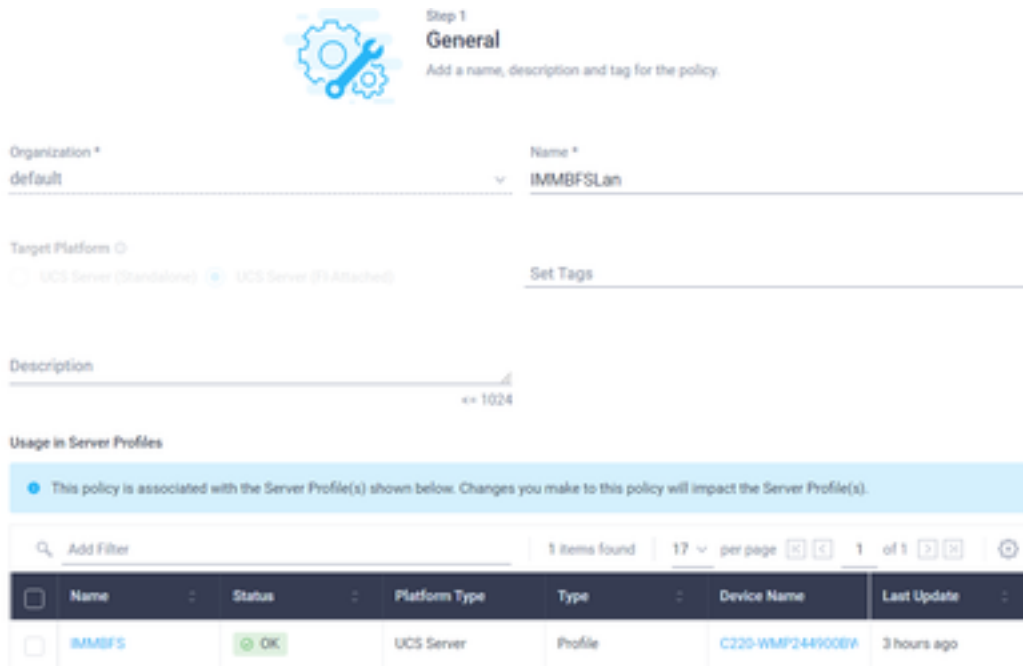 Step 1
General
Add a name, description and tag for the policy.
Organization *
Name *
default
IMMBFSLan
Target Platform
UCS Server (Standalone) UCS Server (FI-Attached)
Set Tags
Description
<= 1024
Usage in Server Profiles
This policy is associated with the Server Profile(s) shown below. Changes you make to this policy will impact the Server Profile(s).
Add Filter 1 items found 17 per page 1 of 1
Name Status Platform Type Type Device Name Last Update
IMMBFS OK UCS Server Profile C220-WMP244900BW 3 hours ago